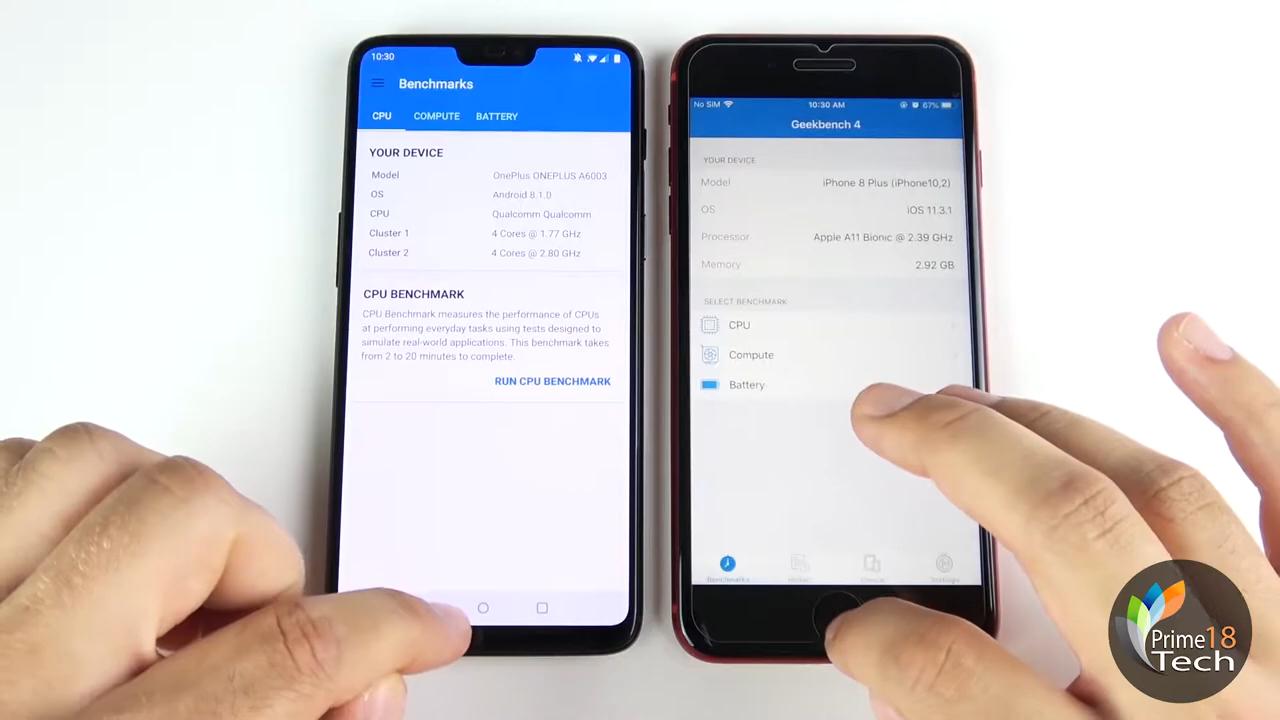 10:30
Benchmarks
CPU COMPUTE BATTERY
YOUR DEVICE
Model OnePlus ONEPLUS A6003
OS Android 8.1.0
CPU Qualcomm Qualcomm
Cluster 1 4 Cores @ 1.77 GHz
Cluster 2 4 Cores @ 2.80 GHz
CPU BENCHMARK
CPU Benchmark measures the performance of CPUs
at performing everyday tasks using tests designed to
simulate real-world applications. This benchmark takes
from 2 to 20 minutes to complete.
RUN CPU BENCHMARK
No SIM 10:30 AM 67%
Geekbench 4
YOUR DEVICE
Model iPhone 8 Plus (iPhone10,2)
OS iOS 11.3.1
Processor Apple A11 Bionic @ 2.39 GHz
Memory 2.92 GB
SELECT BENCHMARK
CPU
Compute
Battery
Benchmarks Settings
Prime18
Tech